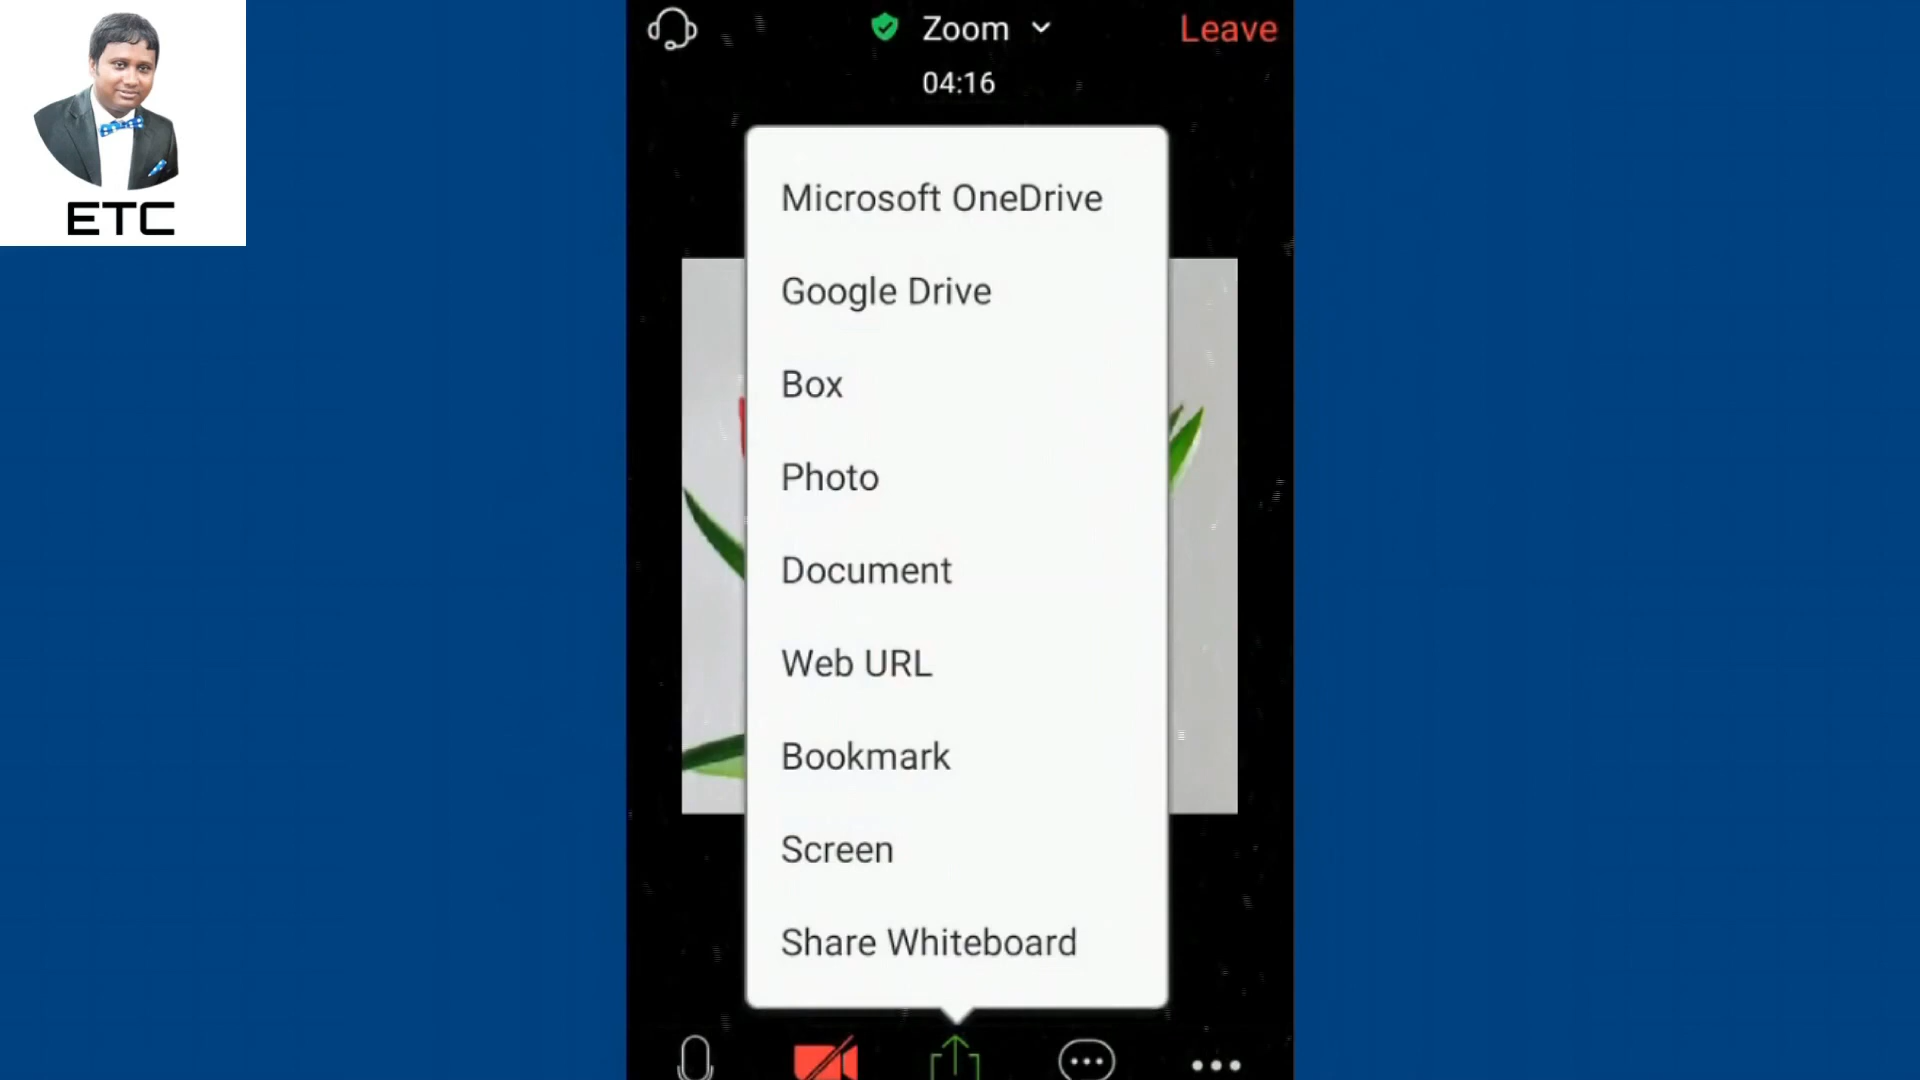 ETC
Zoom
Leave
04:16
Microsoft OneDrive
Google Drive
Box
Photo
Document
Web URL
Bookmark
Screen
Share Whiteboard